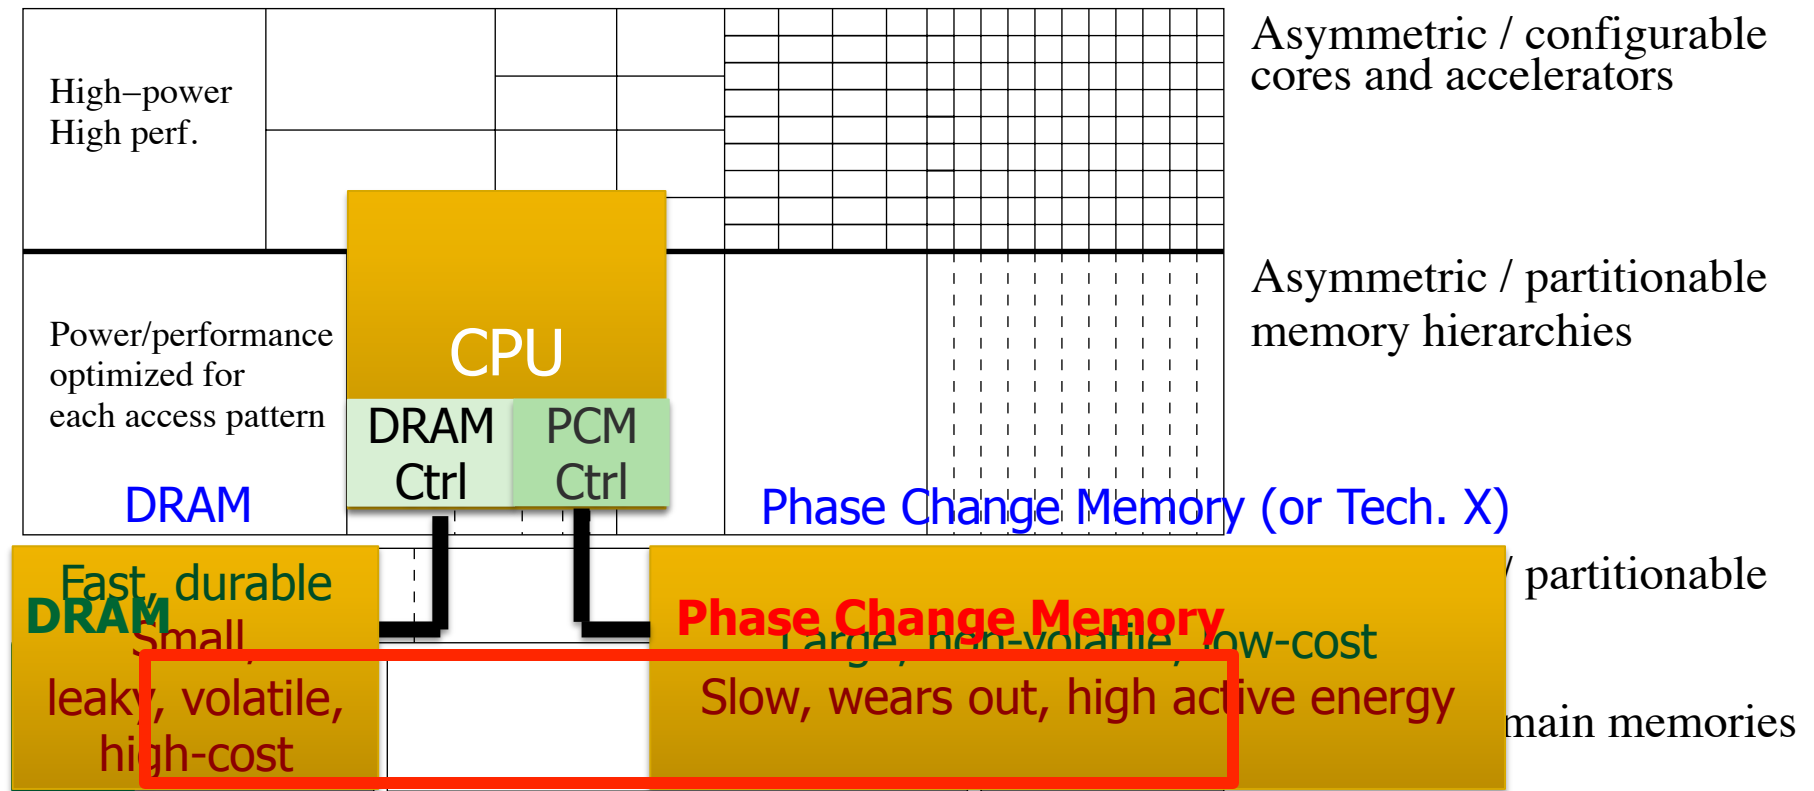 Asymmetric / configurable
cores and accelerators
High−power
High perf.
Asymmetric / partitionable
memory hierarchies
Power/performance
optimized for
each access pattern
CPU
DRAM
Ctrl
PCM
Ctrl
DRAM
Phase Change Memory (or Tech. X)
/ partitionable
Fast, durable
DRAM
Small,
leaky, volatile,
high-cost
Phase Change Memory
Large, non-volatile, low-cost
Slow, wears out, high active energy
main memories